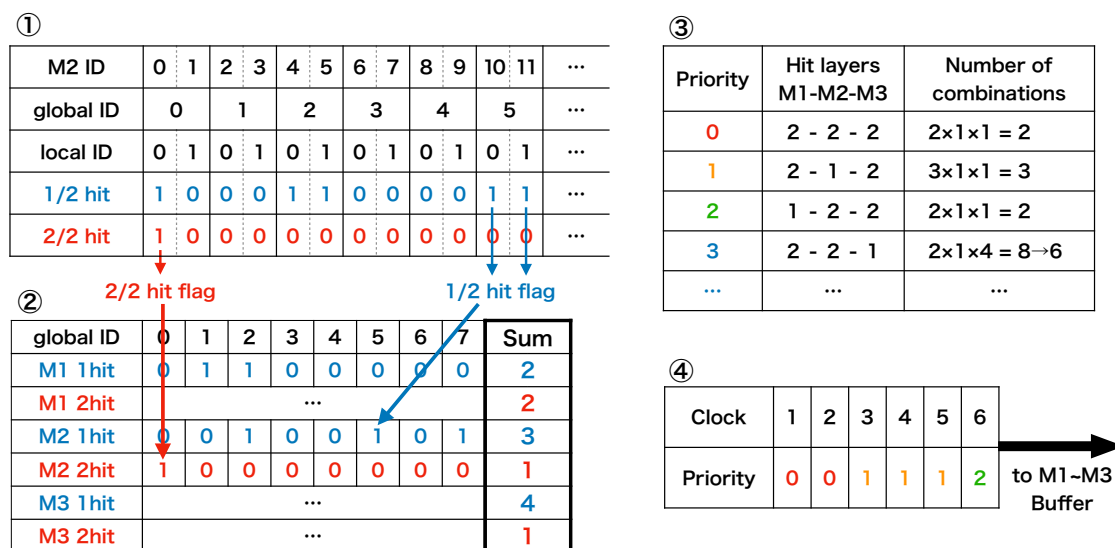 ①
M2 ID 0 1 2 3 4 5 6 7 8 9 10 11 …
global ID 0 1 2 3 4 5 …
local ID 0 1 0 1 0 1 0 1 0 1 0 1 …
1/2 hit 1 0 0 0 1 1 0 0 0 0 1 1 …
2/2 hit 1 0 0 0 0 0 0 0 0 0 0 0 …
2/2 hit flag 1/2 hit flag
②
global ID 0 1 2 3 4 5 6 7 Sum
M1 1hit 0 1 1 0 0 0 0 0 2
M1 2hit … 2
M2 1hit 0 0 1 0 0 1 0 1 3
M2 2hit 1 0 0 0 0 0 0 0 1
M3 1hit … 4
M3 2hit … 1
③
Priority Hit layers Number of
M1-M2-M3 combinations
0 2 - 2 - 2 2×1×1 = 2
1 2 - 1 - 2 3×1×1 = 3
2 1 - 2 - 2 2×1×1 = 2
3 2 - 2 - 1 2×1×4 = 8→6
… … …
④
Clock 1 2 3 4 5 6
Priority 0 0 1 1 1 2
to M1~M3
Buffer